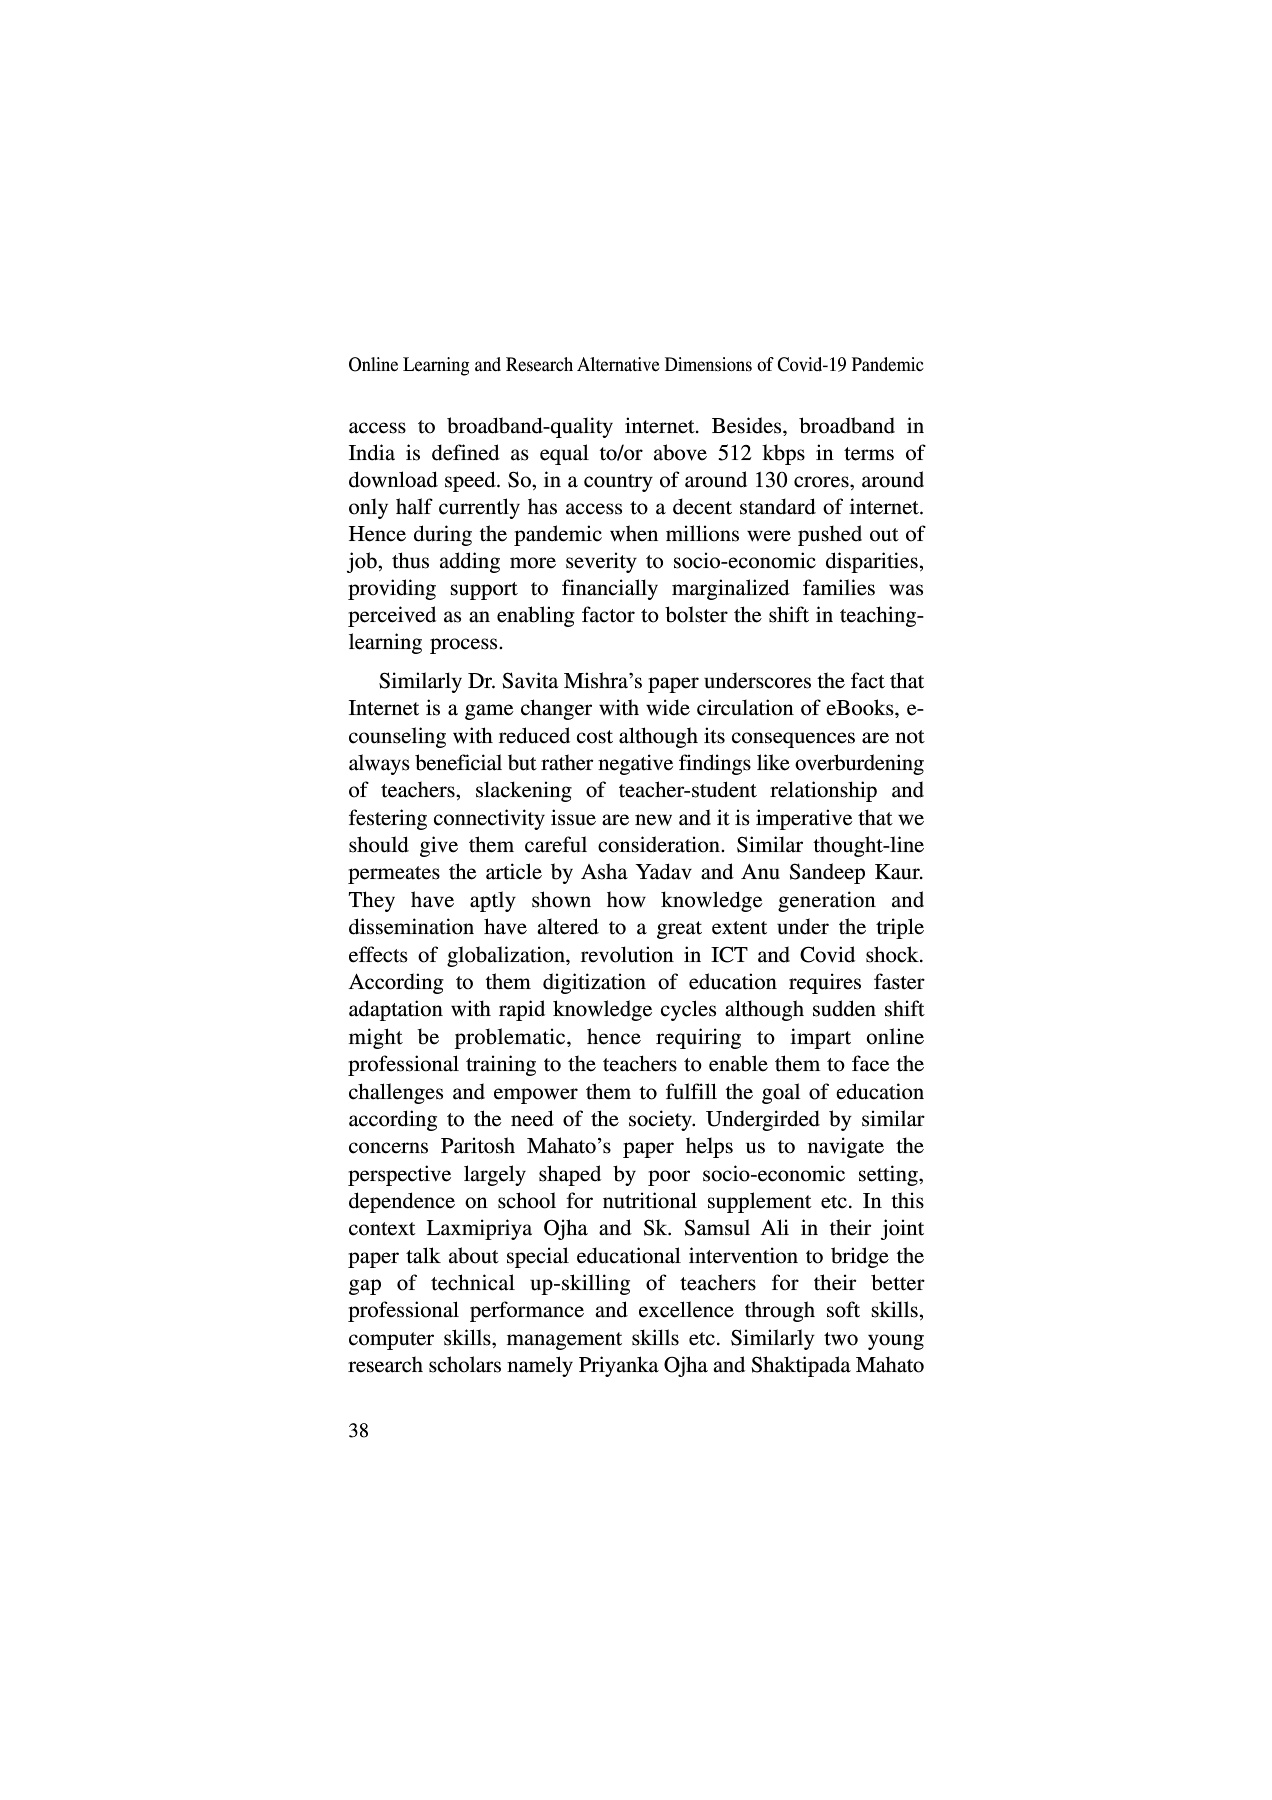 Online Learning and Research Alternative Dimensions of Covid-19 Pandemic
access to broadband-quality internet. Besides, broadband in
India is defined as equal to/or above 512 kbps in terms of
download speed. So, in a country of around 130 crores, around
only half currently has access to a decent standard of internet.
Hence during the pandemic when millions were pushed out of
job, thus adding more severity to socio-economic disparities,
providing support to financially marginalized families was
perceived as an enabling factor to bolster the shift in teaching-
learning process.
Similarly Dr. Savita Mishra’s paper underscores the fact that
Internet is a game changer with wide circulation of eBooks, e-
counseling with reduced cost although its consequences are not
always beneficial but rather negative findings like overburdening
of teachers, slackening of teacher-student relationship and
festering connectivity issue are new and it is imperative that we
should give them careful consideration. Similar thought-line
permeates the article by Asha Yadav and Anu Sandeep Kaur.
They have aptly shown how knowledge generation and
dissemination have altered to a great extent under the triple
effects of globalization, revolution in ICT and Covid shock.
According to them digitization of education requires faster
adaptation with rapid knowledge cycles although sudden shift
might be problematic, hence requiring to impart online
professional training to the teachers to enable them to face the
challenges and empower them to fulfill the goal of education
according to the need of the society. Undergirded by similar
concerns Paritosh Mahato’s paper helps us to navigate the
perspective largely shaped by poor socio-economic setting,
dependence on school for nutritional supplement etc. In this
context Laxmipriya Ojha and Sk. Samsul Ali in their joint
paper talk about special educational intervention to bridge the
gap of technical up-skilling of teachers for their better
professional performance and excellence through soft skills,
computer skills, management skills etc. Similarly two young
research scholars namely Priyanka Ojha and Shaktipada Mahato
38